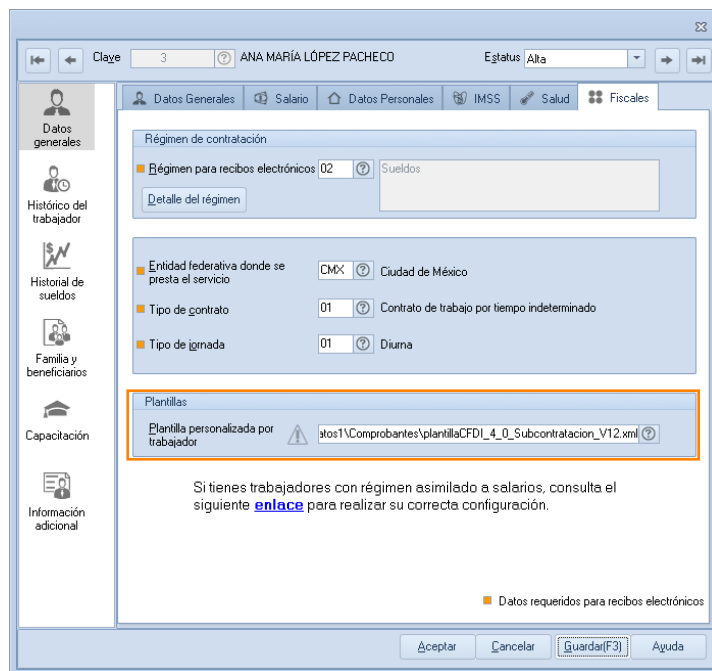 Clave 3 ANA MARÍA LÓPEZ PACHECO Estatus Alta
Datos generales
Histórico del trabajador
Historial de sueldos
Familia y beneficiarios
Capacitación
Información adicional
Datos Generales Salario Datos Personales IMSS Salud Fiscales
Régimen de contratación
Régimen para recibos electrónicos 02 Sueldos
Detalle del régimen
Entidad federativa donde se
presta el servicio CMX Ciudad de México
Tipo de contrato 01 Contrato de trabajo por tiempo indeterminado
Tipo de jornada 01 Diurna
Plantillas
Plantilla personalizada por
trabajador atos1\Comprobantes\plantillaCFDI_4_0_Subcontratacion_V12.xml
Si tienes trabajadores con régimen asimilado a salarios, consulta el
siguiente enlace para realizar su correcta configuración.
Datos requeridos para recibos electrónicos
Aceptar Cancelar Guardar(F3) Ayuda